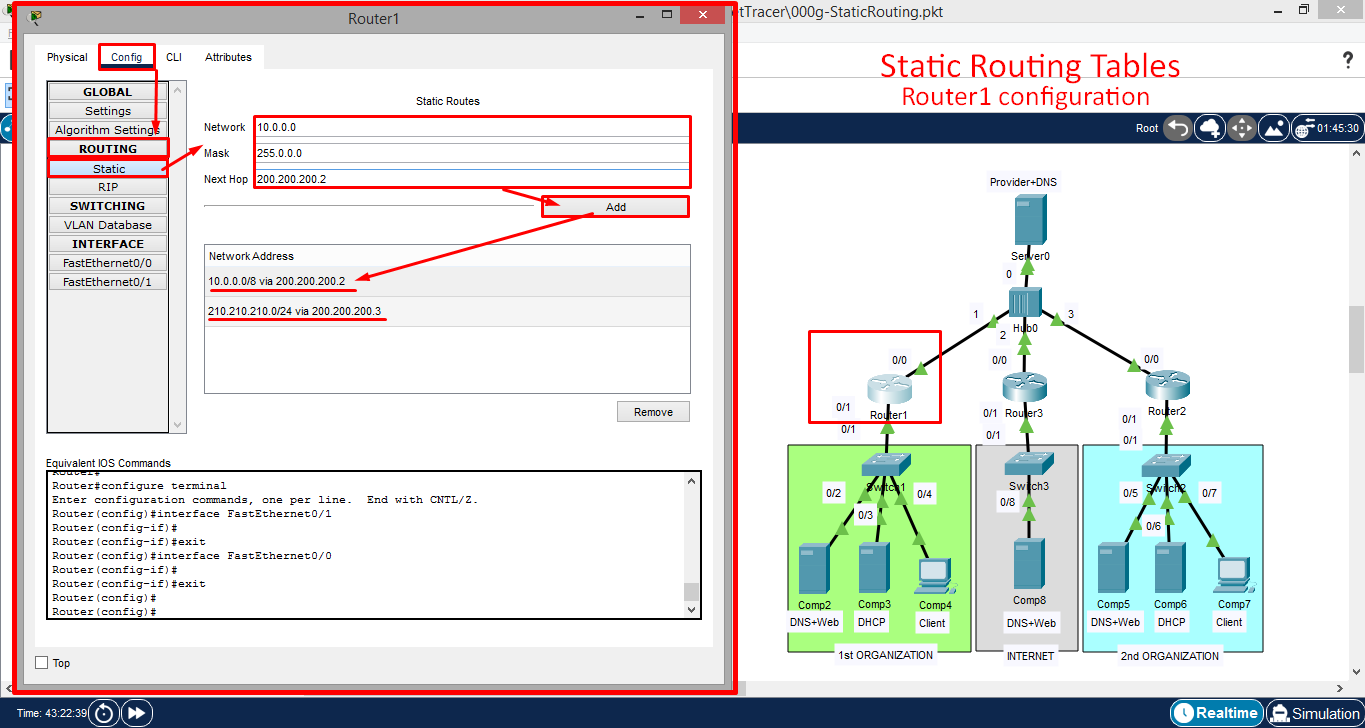 Router1
tTracer\000g-StaticRouting.pkt
Physical Config CLI Attributes
GLOBAL
Settings
Algorithm Settings
ROUTING
Static
RIP
SWITCHING
VLAN Database
INTERFACE
FastEthernet0/0
FastEthernet0/1
Static Routes
Network 10.0.0.0
Mask 255.0.0.0
Next Hop 200.200.200.2
Add
Network Address
10.0.0.0/8 via 200.200.200.2
210.210.210.0/24 via 200.200.200.3
Remove
Equivalent IOS Commands
Router#
Router#configure terminal
Enter configuration commands, one per line. End with CNTL/Z.
Router(config)#interface FastEthernet0/1
Router(config-if)#
Router(config-if)#exit
Router(config)#interface FastEthernet0/0
Router(config-if)#
Router(config-if)#exit
Router(config)#
Router(config)#
Top
Static Routing Tables
Router1 configuration
?
Root 01:45:30
Provider+DNS
Server0
0
1 3
Hub0
2
0/0 0/0 0/0
Router1 Router3 Router2
0/1 0/1 0/1
0/1 0/1 0/1
Switch1 Switch3 Switch2
0/2 0/4 0/8 0/5 0/7
0/3 0/6
Comp2 Comp3 Comp4 Comp8 Comp5 Comp6 Comp7
DNS+Web DHCP Client DNS+Web DNS+Web DHCP Client
1st ORGANIZATION INTERNET 2nd ORGANIZATION
Time: 43:22:39 Realtime Simulation